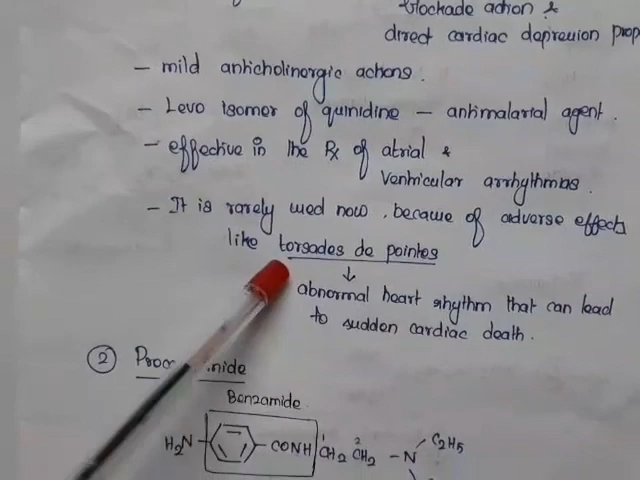 blockade action &
direct cardiac depression prop
– mild anticholinergic actions.
– Levo isomer of quinidine – antimalarial agent.
– effective in the Rx of atrial &
ventricular arrhythmias.
– It is rarely used now, because of adverse effects
like torsades de pointes
↓
abnormal heart rhythm that can lead
to sudden cardiac death.
②
Benzamide
H₂N – CONH CH₂ CH₂ – N C₂H₅
1 2